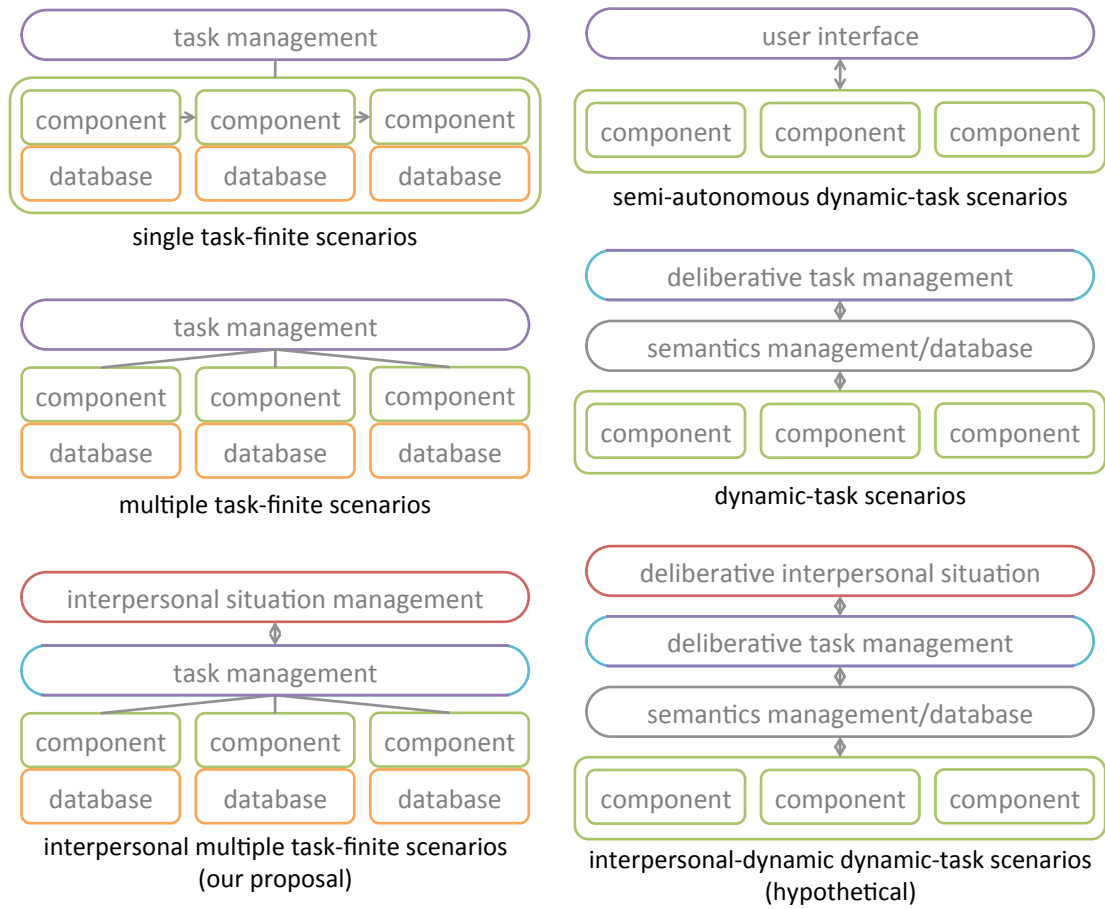 task management
component component component
database database database
single task-finite scenarios
task management
component component component
database database database
multiple task-finite scenarios
interpersonal situation management
task management
component component component
database database database
interpersonal multiple task-finite scenarios
(our proposal)
user interface
component component component
semi-autonomous dynamic-task scenarios
deliberative task management
semantics management/database
component component component
dynamic-task scenarios
deliberative interpersonal situation
deliberative task management
semantics management/database
component component component
interpersonal-dynamic dynamic-task scenarios
(hypothetical)